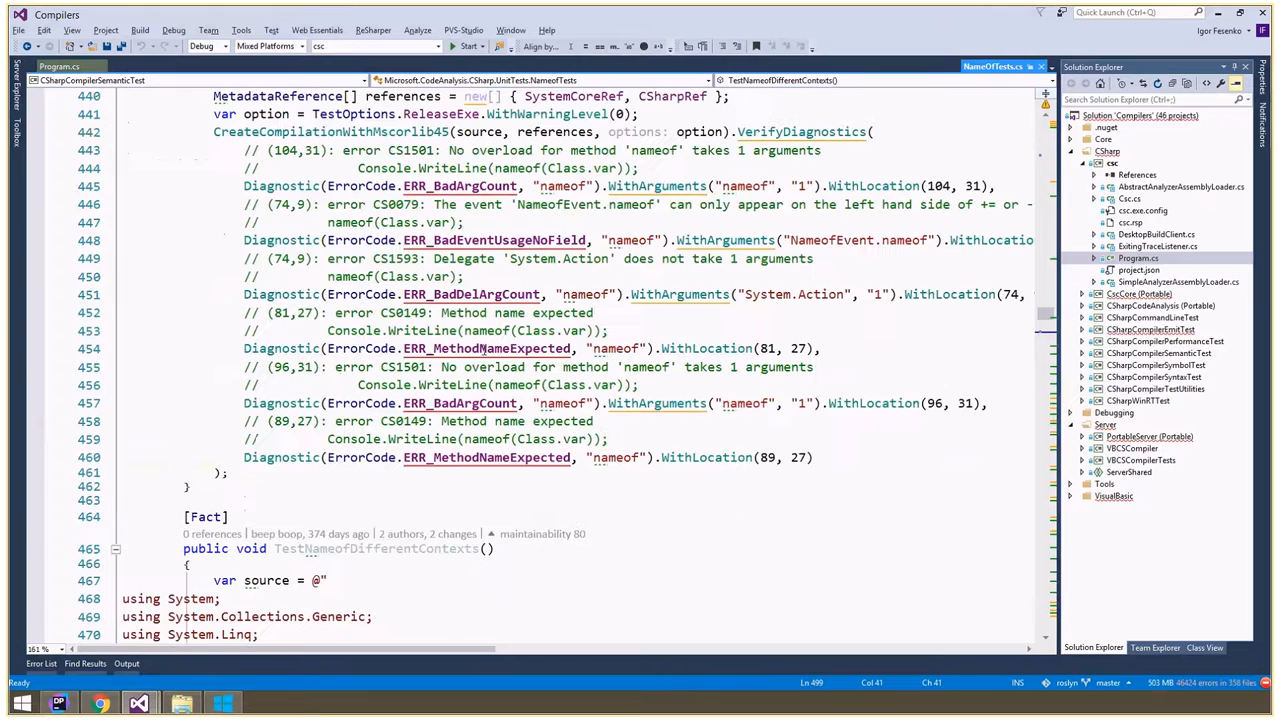 Compilers
Quick Launch (Ctrl+Q)
File Edit View Project Build Debug Team Tools Test Web Essentials ReSharper Analyze PVS-Studio Window Help
Igor Fesenko IF
Debug Mixed Platforms csc Start Align by...
Program.cs NameOfTests.cs
CSharpCompilerSemanticTest Microsoft.CodeAnalysis.CSharp.UnitTests.NameofTests TestNameofDifferentContexts()
Server Explorer
Toolbox
440 MetadataReference[] references = new[] { SystemCoreRef, CSharpRef };
441 var option = TestOptions.ReleaseExe.WithWarningLevel(0);
442 CreateCompilationWithMscorlib45(source, references, options: option).VerifyDiagnostics(
443 // (104,31): error CS1501: No overload for method 'nameof' takes 1 arguments
444 // Console.WriteLine(nameof(Class.var));
445 Diagnostic(ErrorCode.ERR_BadArgCount, "nameof").WithArguments("nameof", "1").WithLocation(104, 31),
446 // (74,9): error CS0079: The event 'NameofEvent.nameof' can only appear on the left hand side of += or -
447 // nameof(Class.var);
448 Diagnostic(ErrorCode.ERR_BadEventUsageNoField, "nameof").WithArguments("NameofEvent.nameof").WithLocation
449 // (74,9): error CS1593: Delegate 'System.Action' does not take 1 arguments
450 // nameof(Class.var);
451 Diagnostic(ErrorCode.ERR_BadDelArgCount, "nameof").WithArguments("System.Action", "1").WithLocation(74,
452 // (81,27): error CS0149: Method name expected
453 // Console.WriteLine(nameof(Class.var));
454 Diagnostic(ErrorCode.ERR_MethodNameExpected, "nameof").WithLocation(81, 27),
455 // (96,31): error CS1501: No overload for method 'nameof' takes 1 arguments
456 // Console.WriteLine(nameof(Class.var));
457 Diagnostic(ErrorCode.ERR_BadArgCount, "nameof").WithArguments("nameof", "1").WithLocation(96, 31),
458 // (89,27): error CS0149: Method name expected
459 // Console.WriteLine(nameof(Class.var));
460 Diagnostic(ErrorCode.ERR_MethodNameExpected, "nameof").WithLocation(89, 27)
461 );
462 }
463
464 [Fact]
0 references | beep boop, 374 days ago | 2 authors, 2 changes | maintainability 80
465 public void TestNameofDifferentContexts()
466 {
467 var source = @"
468 using System;
469 using System.Collections.Generic;
470 using System.Linq;
161 %
Solution Explorer
Search Solution Explorer (Ctrl+;)
Solution 'Compilers' (46 projects)
.nuget
Core
CSharp
csc
References
AbstractAnalyzerAssemblyLoader.cs
Csc.cs
csc.exe.config
csc.rsp
DesktopBuildClient.cs
ExitingTraceListener.cs
Program.cs
project.json
SimpleAnalyzerAssemblyLoader.cs
CscCore (Portable)
CSharpCodeAnalysis (Portable)
CSharpCommandLineTest
CSharpCompilerEmitTest
CSharpCompilerPerformanceTest
CSharpCompilerSemanticTest
CSharpCompilerSymbolTest
CSharpCompilerSyntaxTest
CSharpCompilerTestUtilities
CSharpWinRTTest
Debugging
Server
PortableServer (Portable)
VBCSCompiler
VBCSCompilerTests
ServerShared
Tools
VisualBasic
Solution Explorer Team Explorer Class View
Notifications
Properties
Error List Find Results Output
Ready Ln 499 Col 41 Ch 41 INS roslyn master 503 MB 46424 errors in 358 files
DP